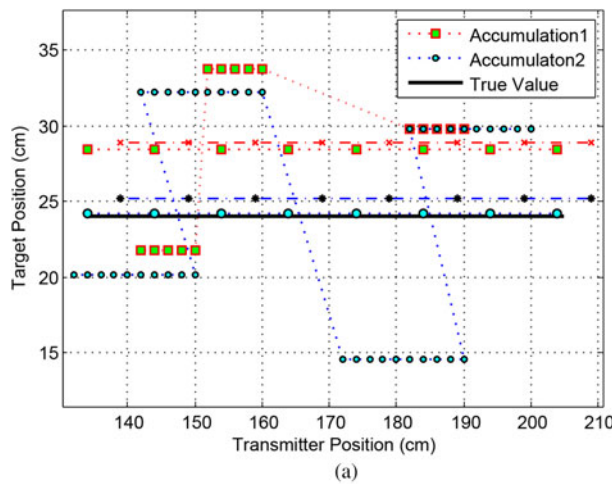 35
30
25
20
15
Target Position (cm)
Accumulation1
Accumulaton2
True Value
140 150 160 170 180 190 200 210
Transmitter Position (cm)
(a)